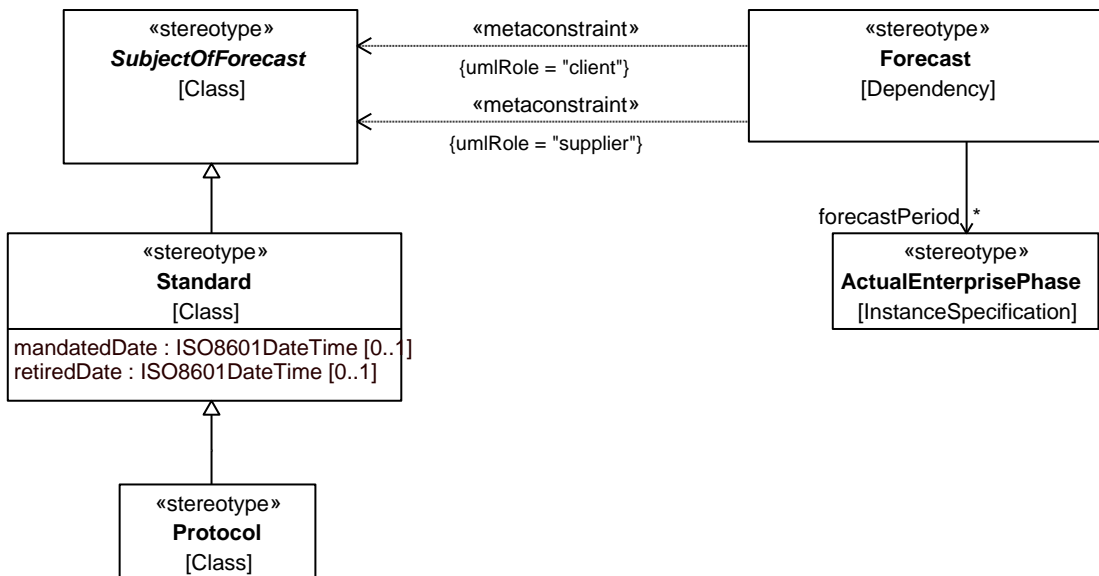 «stereotype»
SubjectOfForecast
[Class]
«metaconstraint»
{umlRole = "client"}
«metaconstraint»
{umlRole = "supplier"}
«stereotype»
Forecast
[Dependency]
forecastPeriod *
«stereotype»
Standard
[Class]
mandatedDate : ISO8601DateTime [0..1]
retiredDate : ISO8601DateTime [0..1]
«stereotype»
ActualEnterprisePhase
[InstanceSpecification]
«stereotype»
Protocol
[Class]